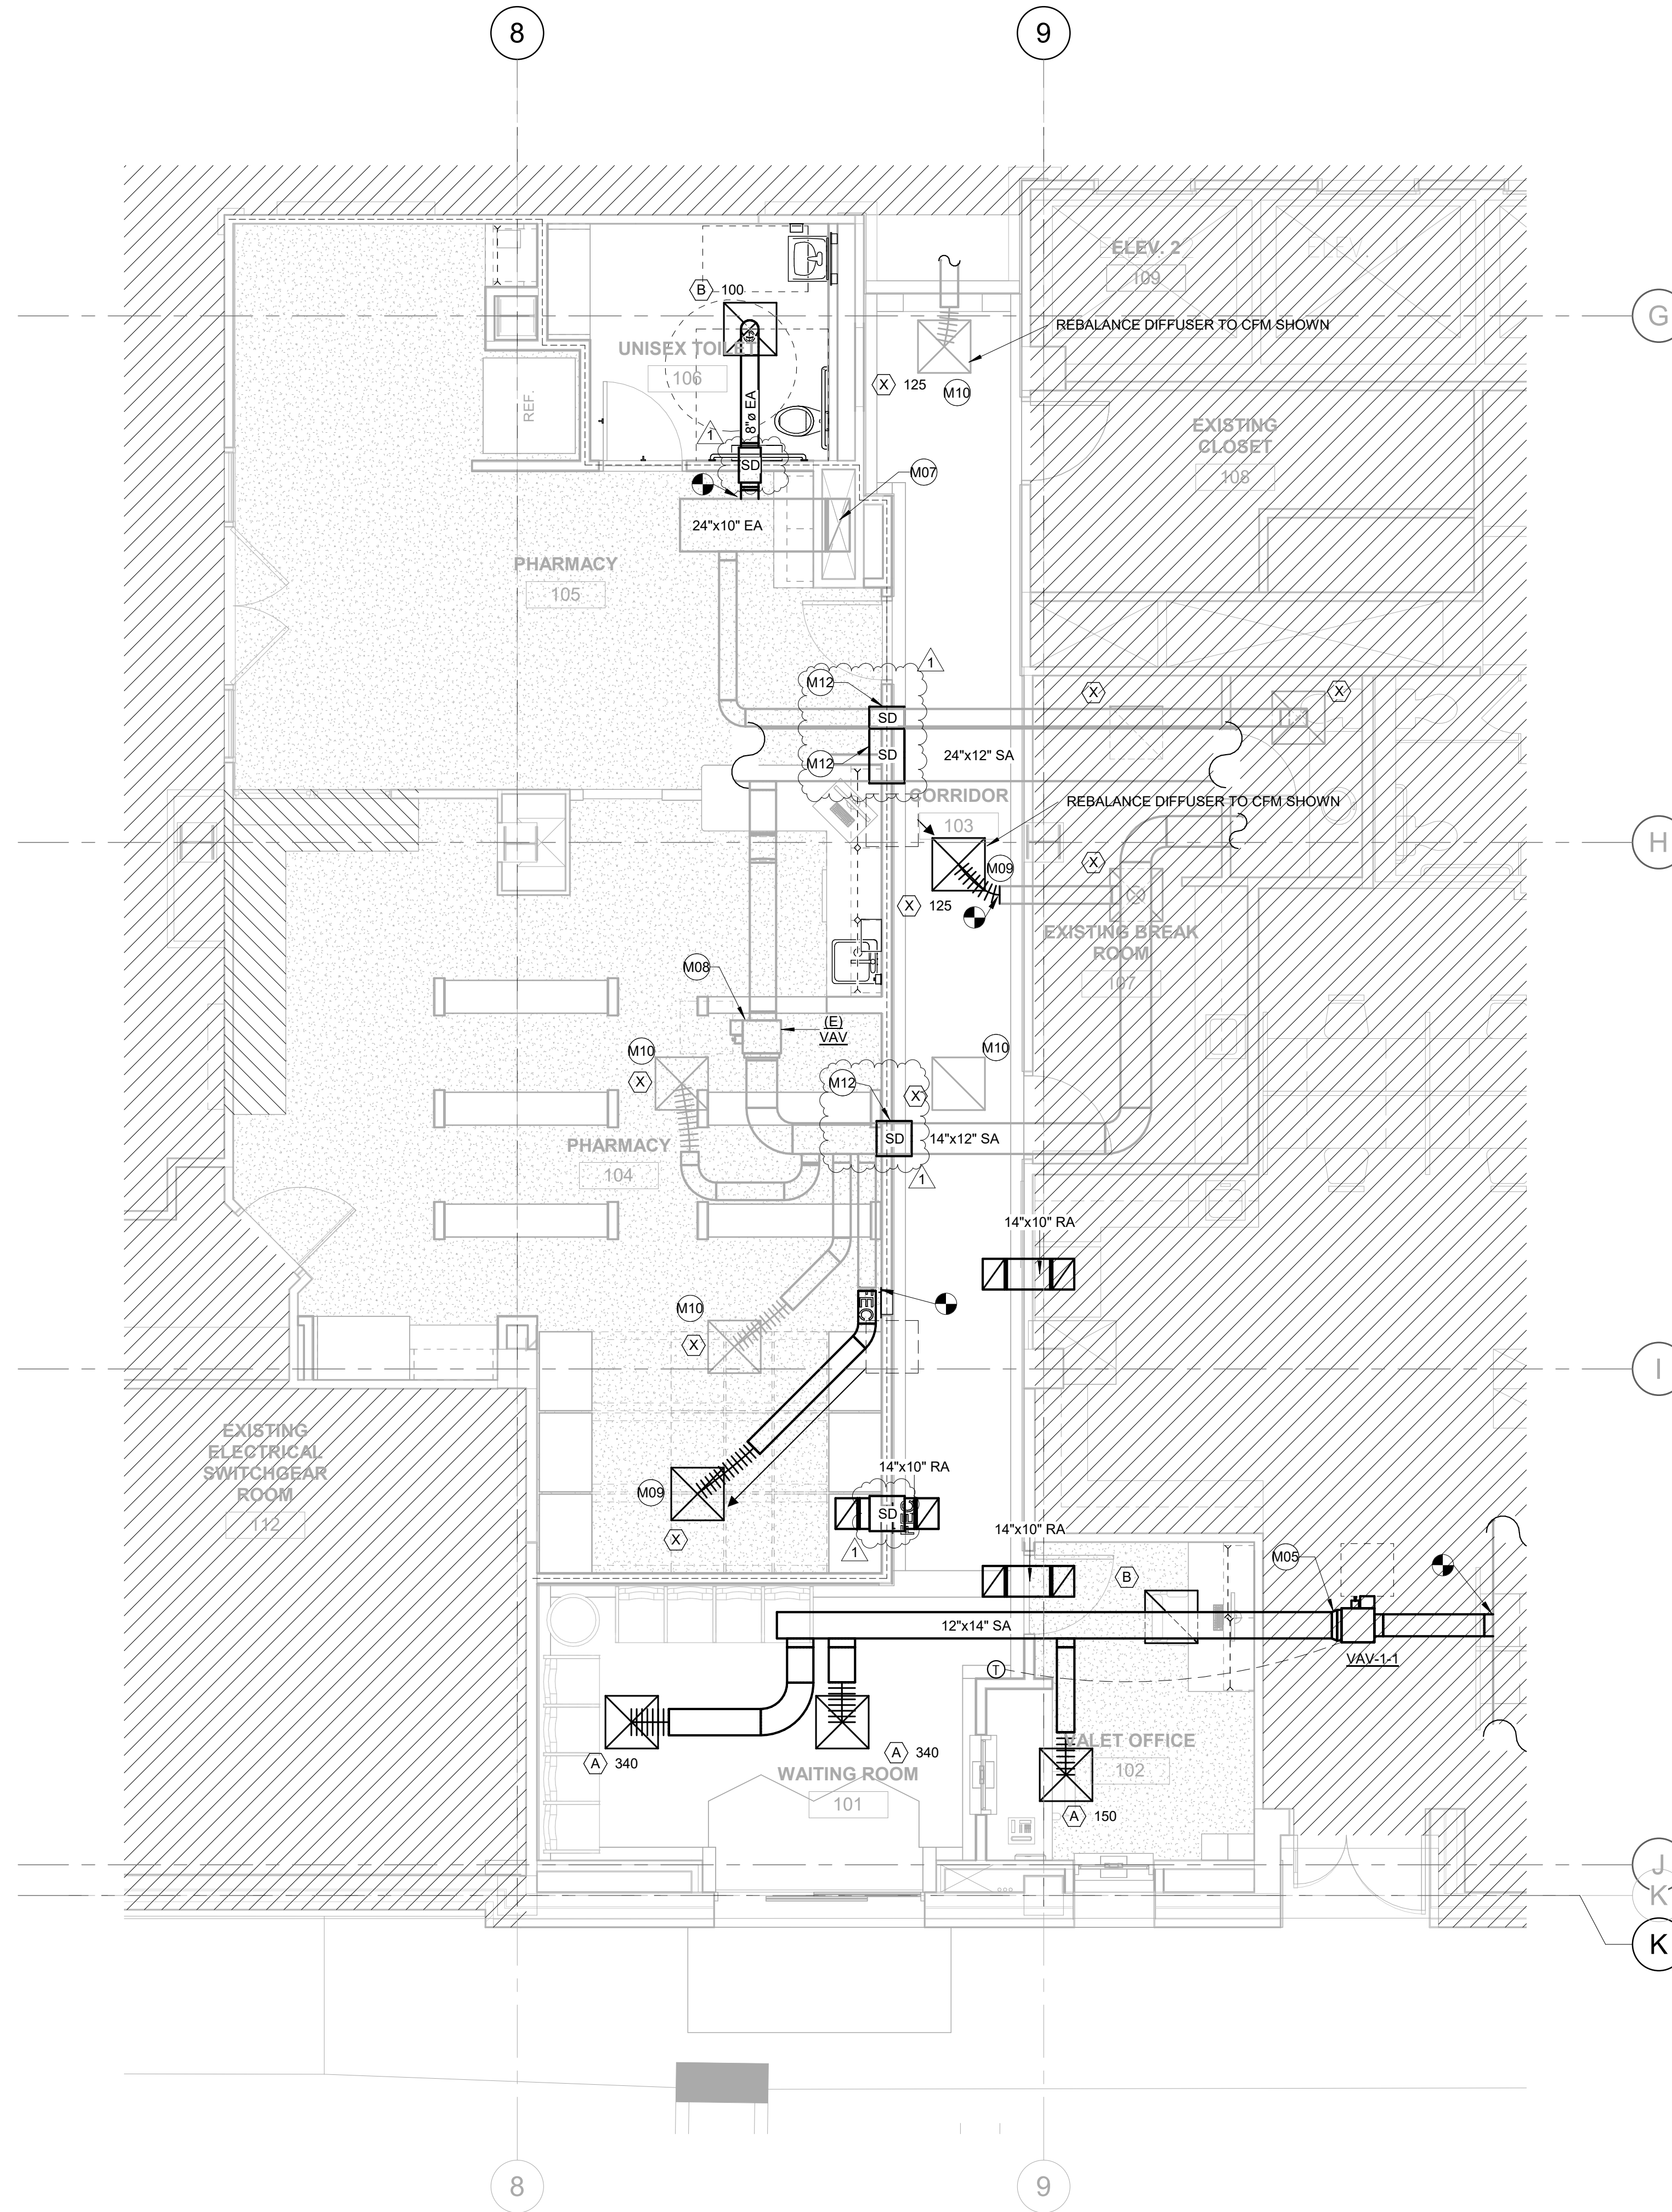 8
9
ELEV. 2
109
G
B 100
REBALANCE DIFFUSER TO CFM SHOWN
UNISEX TOILET
106
X 125
M10
REF.
8"ø EA
EXISTING
CLOSET
108
1
SD
M07
24"x10" EA
PHARMACY
105
1
M12
X
X
SD
M12
SD
24"x12" SA
CORRIDOR
103
REBALANCE DIFFUSER TO CFM SHOWN
H
M09
X
X 125
EXISTING BREAK
ROOM
107
M08
(E)
VAV
M10
X
M10
M12
X
SD
14"x12" SA
PHARMACY
104
1
14"x10" RA
M10
X
FEC
I
EXISTING
ELECTRICAL
SWITCHGEAR
ROOM
112
14"x10" RA
M09
SD
FEC
X
1
14"x10" RA
B
M05
12"x14" SA
VAV-1-1
T
A 340
A 340
VALET OFFICE
102
WAITING ROOM
101
A 150
J
K
K
8
9